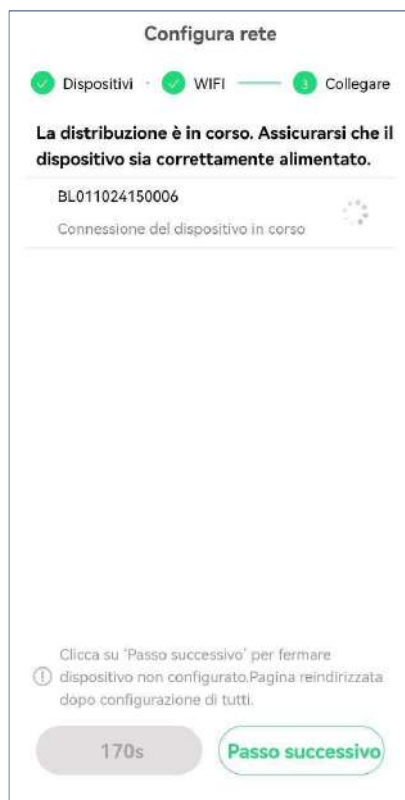 Configura rete
Dispositivi WIFI 3 Collegare
La distribuzione è in corso. Assicurarsi che il
dispositivo sia correttamente alimentato.
BL011024150006
Connessione del dispositivo in corso
Clicca su 'Passo successivo' per fermare
dispositivo non configurato.Pagina reindirizzata
dopo configurazione di tutti.
170s Passo successivo